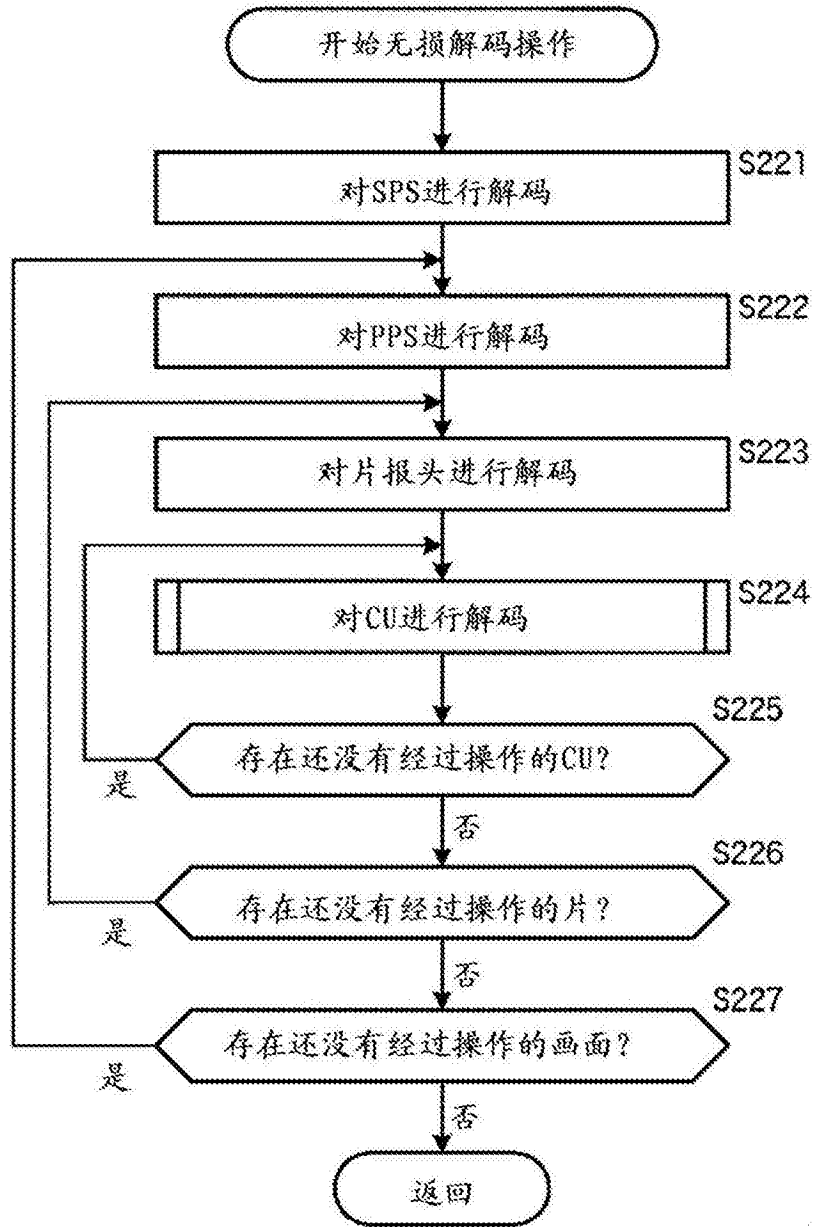 开始无损解码操作
S221
对SPS进行解码
S222
对PPS进行解码
S223
对片报头进行解码
S224
对CU进行解码
S225
存在还没有经过操作的CU?
是
否
S226
存在还没有经过操作的片?
是
否
S227
存在还没有经过操作的画面?
是
否
返回